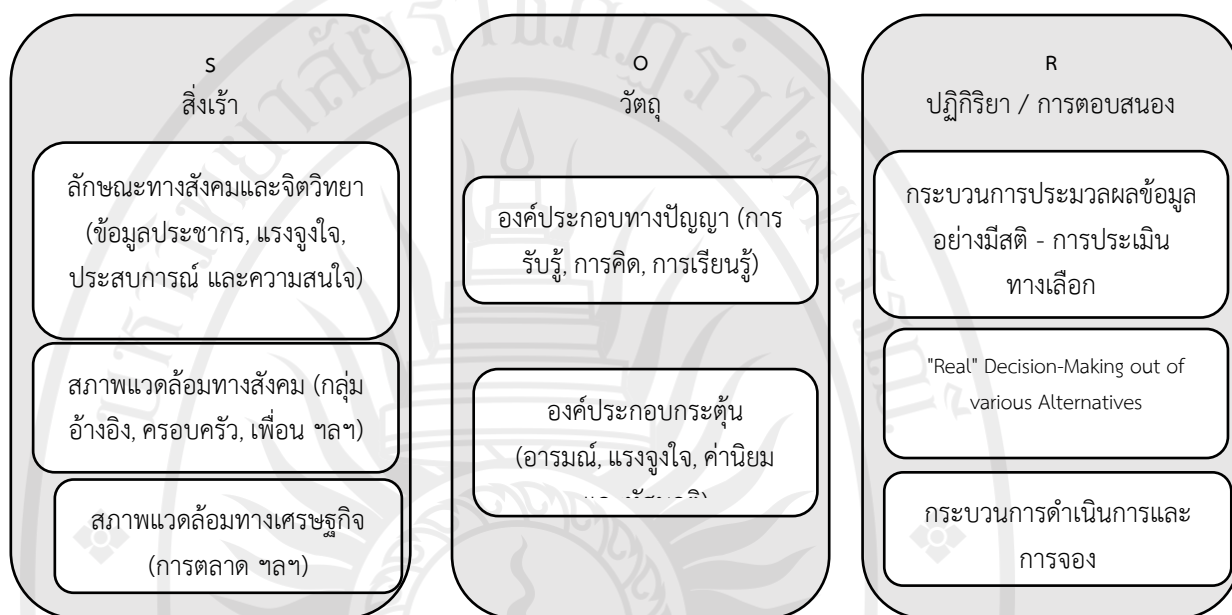 S
สิ่งเร้า
ลักษณะทางสังคมและจิตวิทยา
(ข้อมูลประชากร, แรงจูงใจ,
ประสบการณ์ และความสนใจ)
สภาพแวดล้อมทางสังคม (กลุ่ม
อ้างอิง, ครอบครัว, เพื่อน ฯลฯ)
สภาพแวดล้อมทางเศรษฐกิจ
(การตลาด ฯลฯ)
O
วัตถุ
องค์ประกอบทางปัญญา (การ
รับรู้, การคิด, การเรียนรู้)
องค์ประกอบกระตุ้น
(อารมณ์, แรงจูงใจ, ค่านิยม
R
ปฏิกิริยา / การตอบสนอง
กระบวนการประมวลผลข้อมูล
อย่างมีสติ - การประเมิน
ทางเลือก
"Real" Decision-Making out of
various Alternatives
กระบวนการดำเนินการและ
การจอง